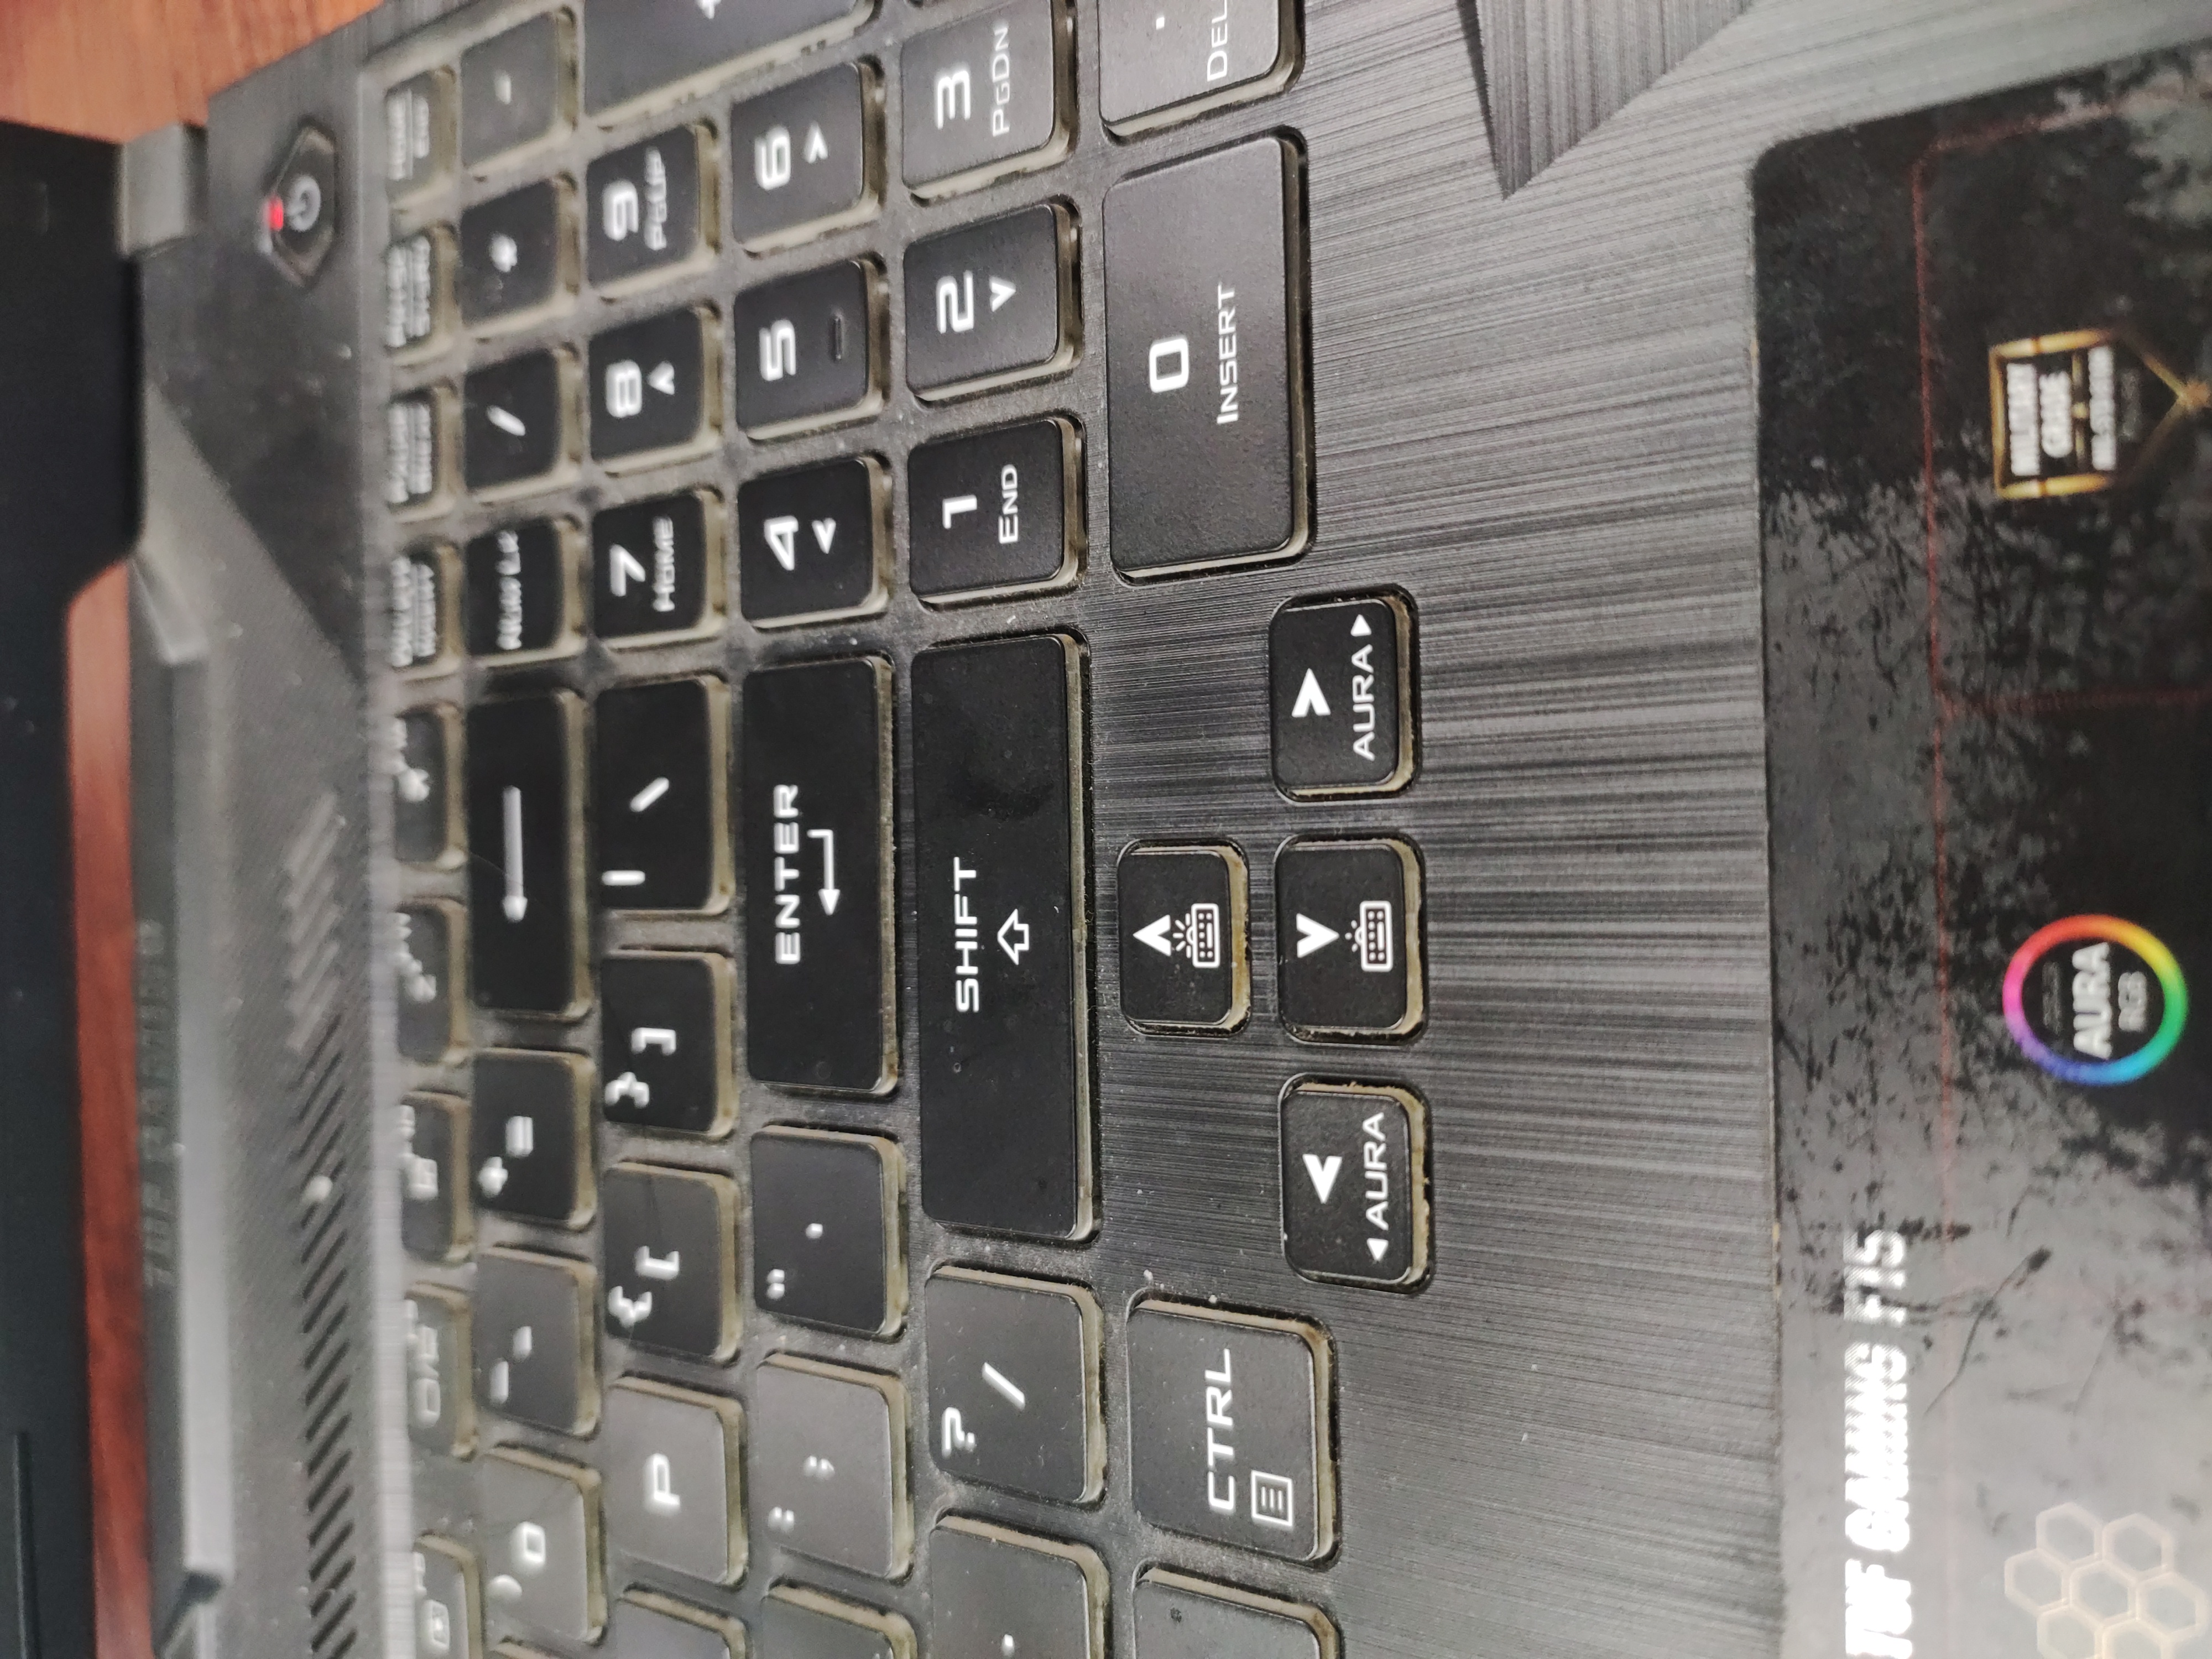 TUF GAMING
P
ENTER
SHIFT
CTRL
NUM LK / * -
7 8 9
HOME PGUP
4 5 6
1 2 3
END PGDN
0
INSERT
DEL
AURA
AURA
+ =
{ [
} ]
| \
: ;
" '
? /
TUF GAMING F15
AURA
RGB
MILITARY
GRADE